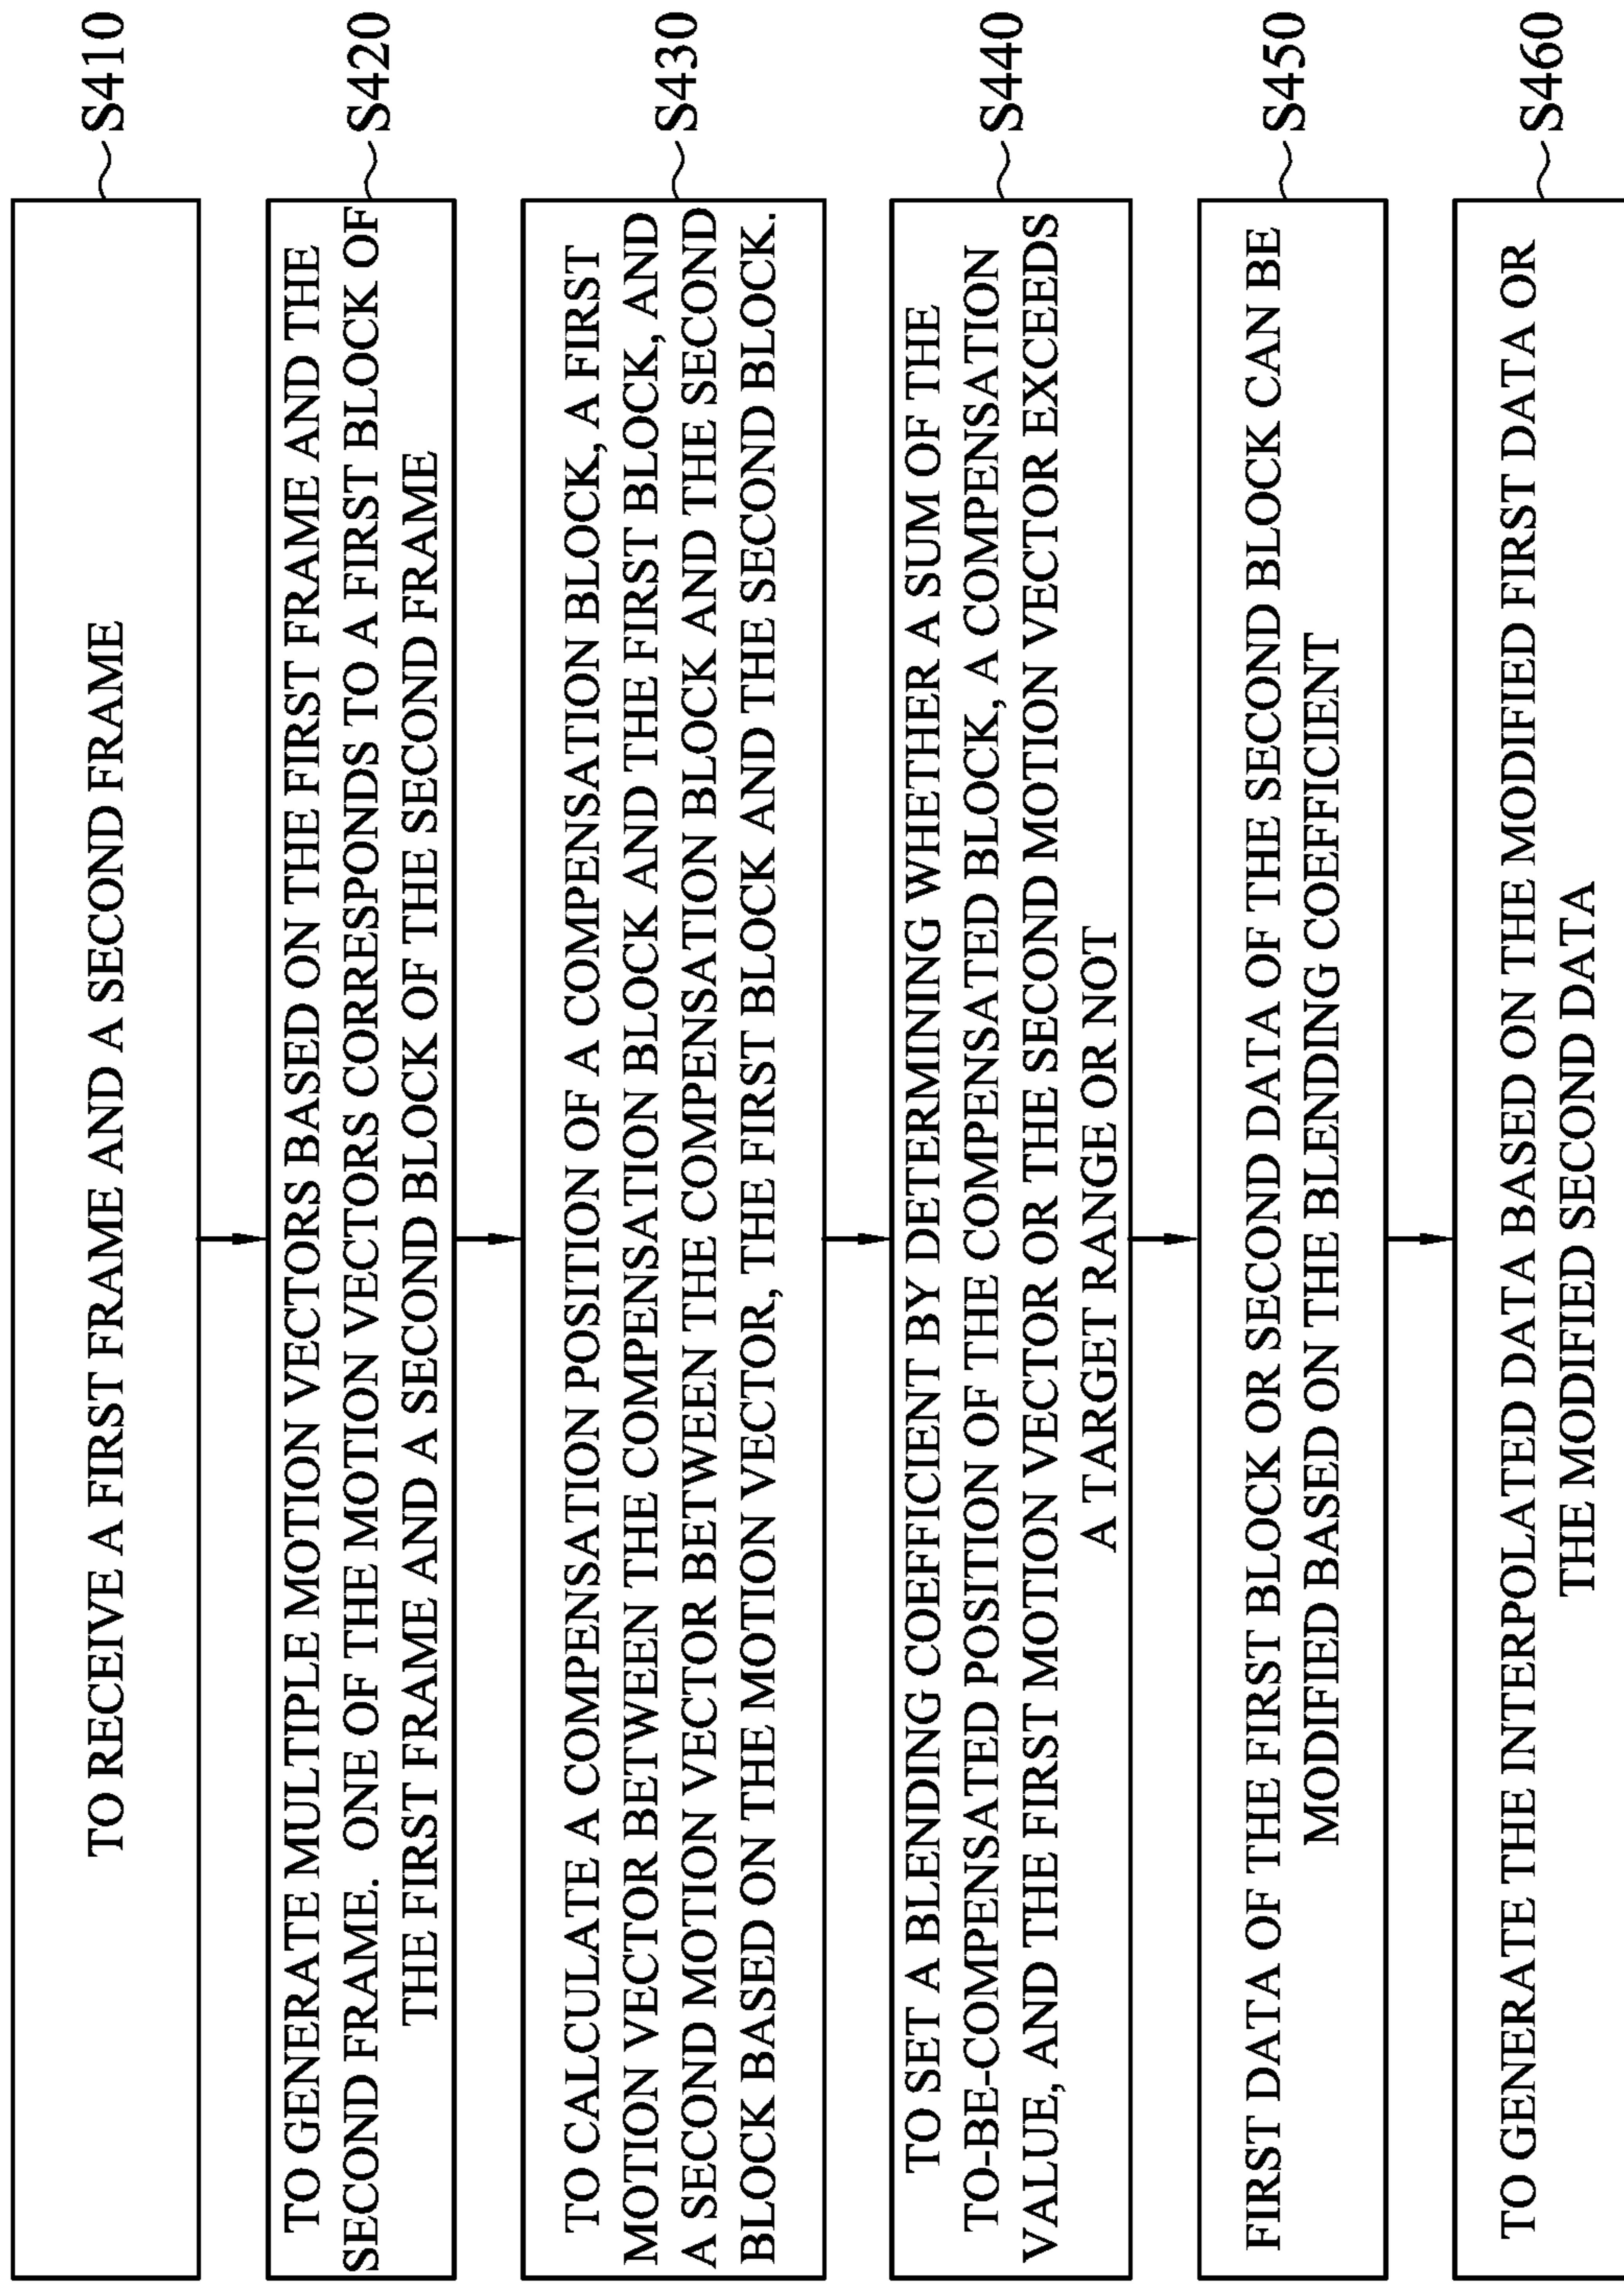 TO RECEIVE A FIRST FRAME AND A SECOND FRAME
S410
TO GENERATE MULTIPLE MOTION VECTORS BASED ON THE FIRST FRAME AND THE
SECOND FRAME. ONE OF THE MOTION VECTORS CORRESPONDS TO A FIRST BLOCK OF
THE FIRST FRAME AND A SECOND BLOCK OF THE SECOND FRAME
S420
TO CALCULATE A COMPENSATION POSITION OF A COMPENSATION BLOCK, A FIRST
MOTION VECTOR BETWEEN THE COMPENSATION BLOCK AND THE FIRST BLOCK, AND
A SECOND MOTION VECTOR BETWEEN THE COMPENSATION BLOCK AND THE SECOND
BLOCK BASED ON THE MOTION VECTOR, THE FIRST BLOCK AND THE SECOND BLOCK.
S430
TO SET A BLENDING COEFFICIENT BY DETERMINING WHETHER A SUM OF THE
TO-BE-COMPENSATED POSITION OF THE COMPENSATED BLOCK, A COMPENSATION
VALUE, AND THE FIRST MOTION VECTOR OR THE SECOND MOTION VECTOR EXCEEDS
A TARGET RANGE OR NOT
S440
FIRST DATA OF THE FIRST BLOCK OR SECOND DATA OF THE SECOND BLOCK CAN BE
MODIFIED BASED ON THE BLENDING COEFFICIENT
S450
TO GENERATE THE INTERPOLATED DATA BASED ON THE MODIFIED FIRST DATA OR
THE MODIFIED SECOND DATA
S460